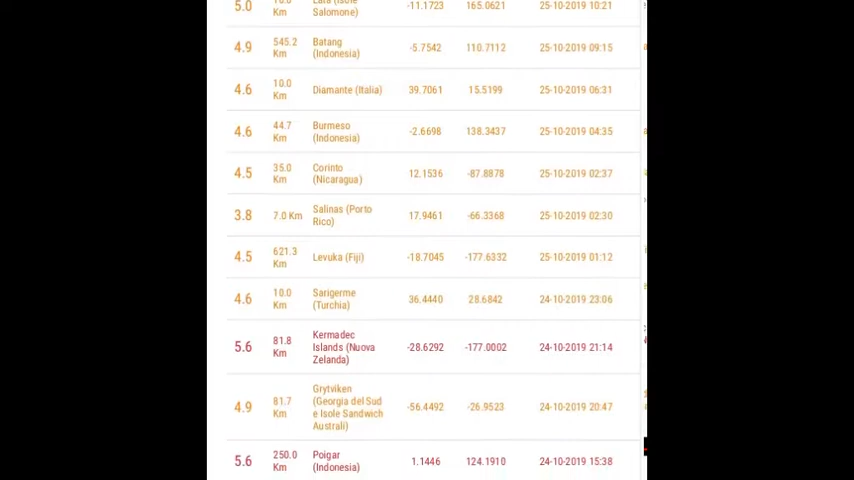 5.0 Km Lata (Isole Salomone) -11.1723 165.0621 25-10-2019 10:21
4.9 545.2 Km Batang (Indonesia) -5.7542 110.7112 25-10-2019 09:15
4.6 10.0 Km Diamante (Italia) 39.7061 15.5199 25-10-2019 06:31
4.6 44.7 Km Burmeso (Indonesia) -2.6698 138.3437 25-10-2019 04:35
4.5 35.0 Km Corinto (Nicaragua) 12.1536 -87.8878 25-10-2019 02:37
3.8 7.0 Km Salinas (Porto Rico) 17.9461 -66.3368 25-10-2019 02:30
4.5 621.3 Km Levuka (Fiji) -18.7045 -177.6332 25-10-2019 01:12
4.6 10.0 Km Sarigerme (Turchia) 36.4440 28.6842 24-10-2019 23:06
5.6 81.8 Km Kermadec Islands (Nuova Zelanda) -28.6292 -177.0002 24-10-2019 21:14
4.9 81.7 Km Grytviken (Georgia del Sud e Isole Sandwich Australi) -56.4492 -26.9523 24-10-2019 20:47
5.6 250.0 Km Poigar (Indonesia) 1.1446 124.1910 24-10-2019 15:38